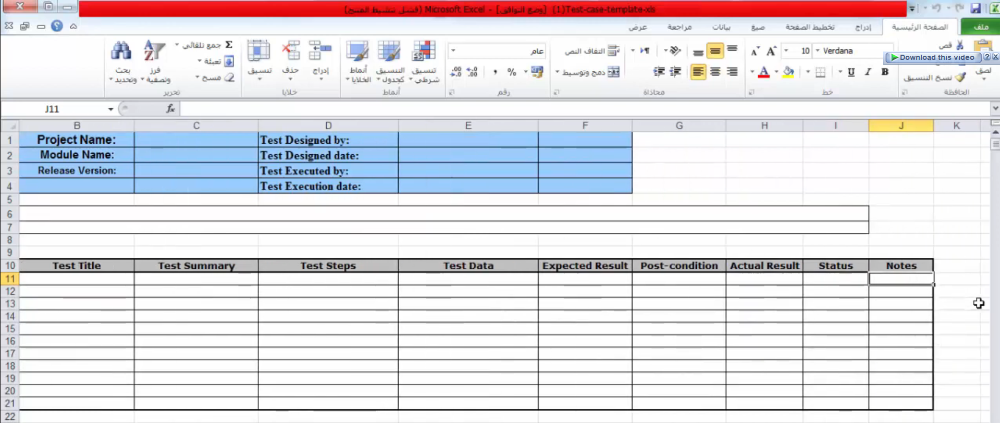 Test-case-template-xls(1) [وضع التوافق] - Microsoft Excel (فشل تنشيط المنتج)
ملف الصفحة الرئيسية إدراج تخطيط الصفحة صيغ بيانات مراجعة عرض
Download this video
لصق قص
نسخ التنسيق
الحافظة
Verdana 10
B I U
خط
التفاف النص
دمج وتوسيط
محاذاة
عام
%
رقم
تنسيق شرطي
التنسيق كجدول
أنماط الخلايا
أنماط
إدراج حذف تنسيق
خلايا
Σ جمع تلقائي
تعبئة
مسح
فرز وتصفية
بحث وتحديد
تحرير
J11 fx
B C D E F G H I J K
1 Project Name: Test Designed by:
2 Module Name: Test Designed date:
3 Release Version: Test Executed by:
4 Test Execution date:
5
6
7
8
9
10 Test Title Test Summary Test Steps Test Data Expected Result Post-condition Actual Result Status Notes
11
12
13
14
15
16
17
18
19
20
21
22